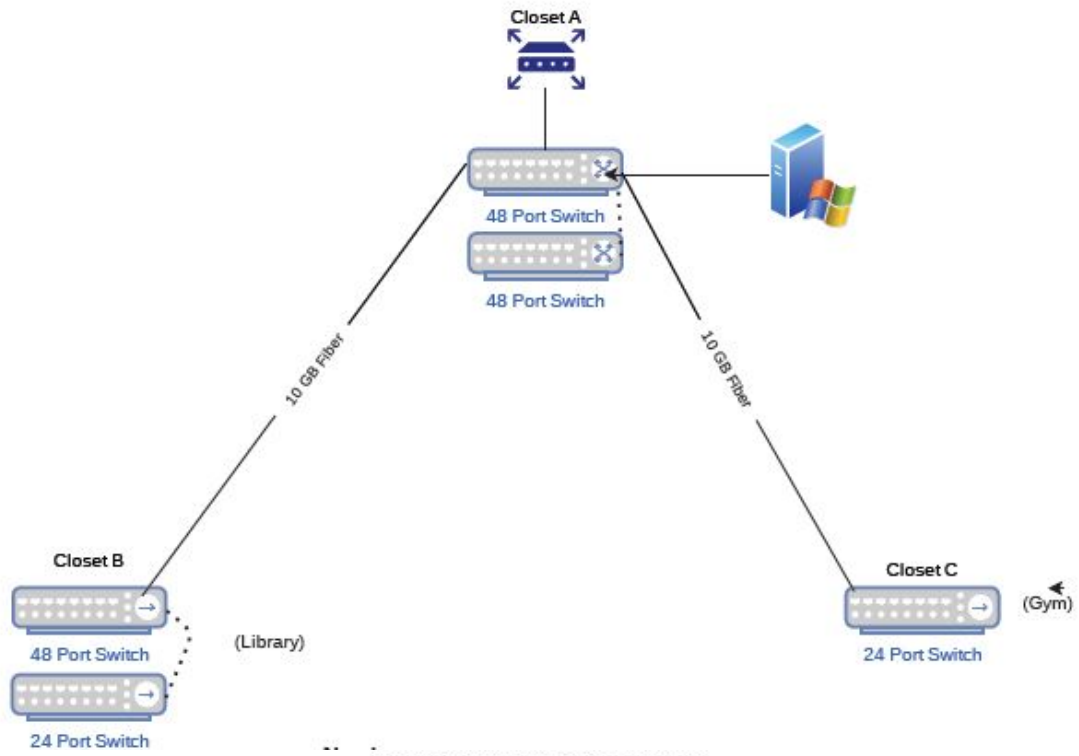 Closet A
48 Port Switch
48 Port Switch
10 GB Fiber
10 GB Fiber
Closet B
48 Port Switch
(Library)
24 Port Switch
Closet C
(Gym)
24 Port Switch